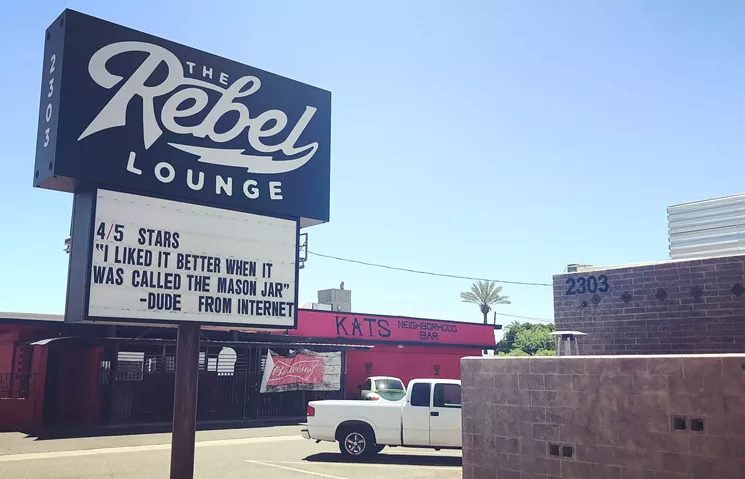 2303
THE
Rebel
LOUNGE
4/5 STARS
"I LIKED IT BETTER WHEN IT
WAS CALLED THE MASON JAR"
-DUDE FROM INTERNET
2303
KATS NEIGHBORHOOD
BAR
Budweiser